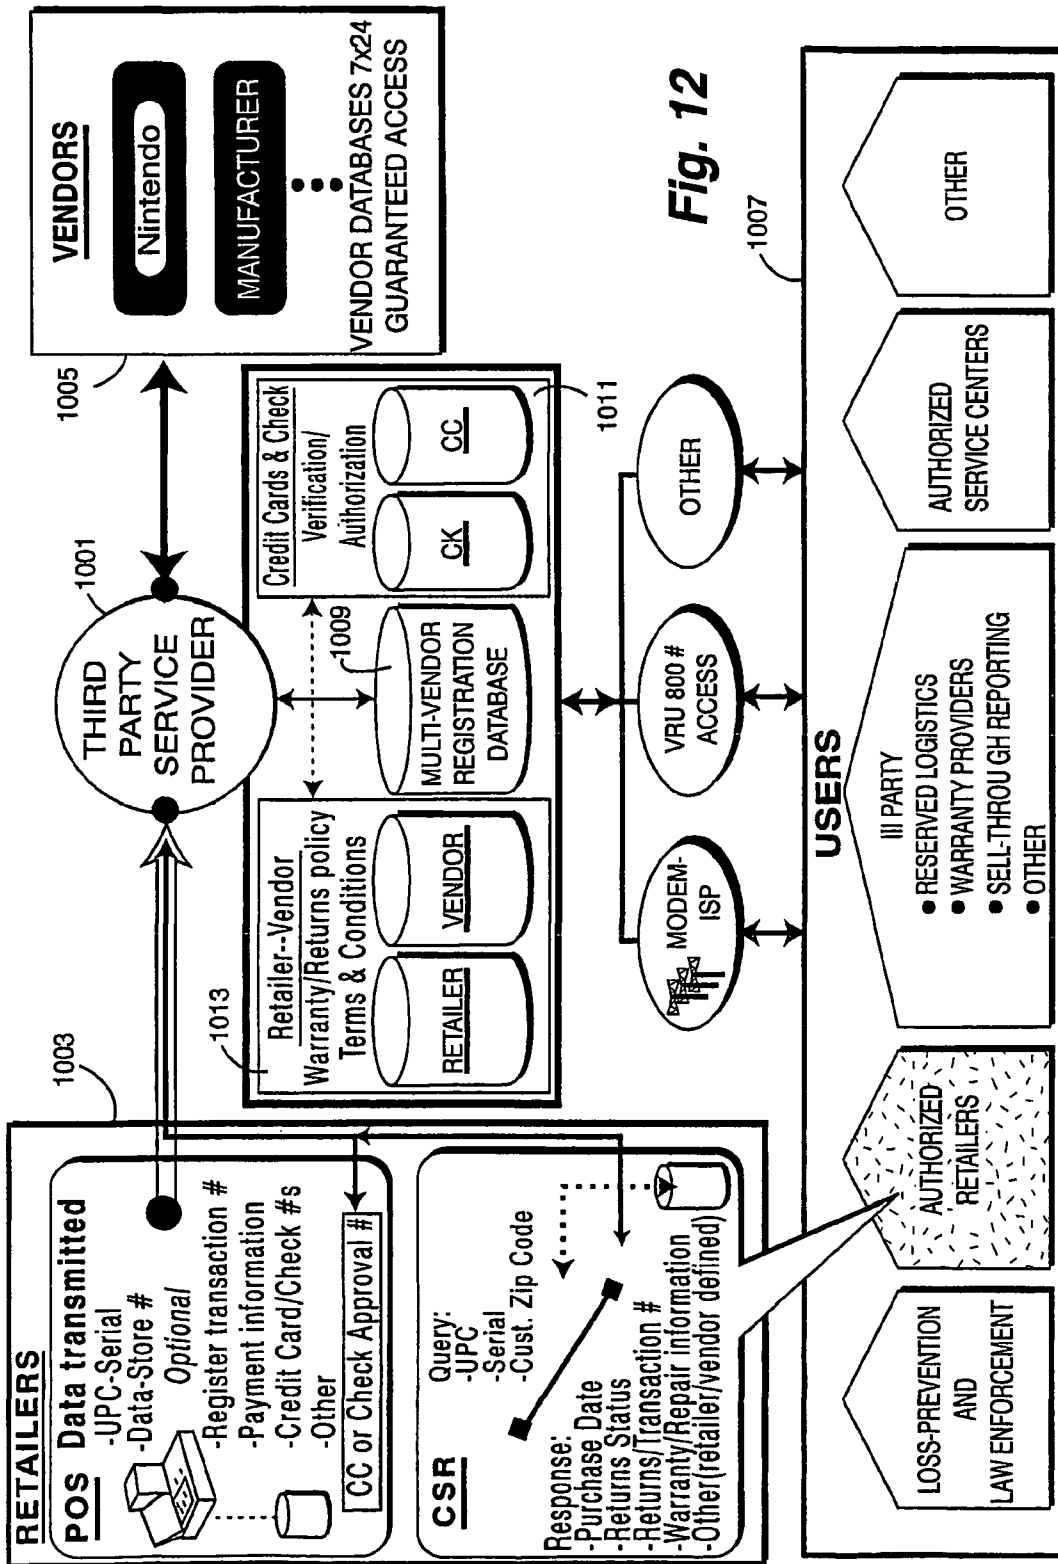 RETAILERS
POS Data transmitted
-UPC-Serial
-Data-Store #
Optional
-Register transaction #
-Payment information
-Credit Card/Check #s
-Other
CC or Check Approval #
CSR
Query:
-UPC
-Serial
-Cust. Zip Code
Response:
-Purchase Date
-Returns Status
-Returns/Transaction #
-Warranty/Repair information
-Other(retailer/vendor defined)
1003
THIRD
PARTY
SERVICE
PROVIDER
1001
1013
Retailer--Vendor
Warranty/Returns policy
Terms & Conditions
RETAILER
VENDOR
1009
MULTI-VENDOR
REGISTRATION
DATABASE
Credit Cards & Check
Verification/
Authorization
CK
CC
1011
1005
VENDORS
Nintendo
MANUFACTURER
VENDOR DATABASES 7x24
GUARANTEED ACCESS
MODEM-
ISP
VRU 800 #
ACCESS
OTHER
Fig. 12
1007
USERS
LOSS-PREVENTION
AND
LAW ENFORCEMENT
AUTHORIZED
RETAILERS
III PARTY
● RESERVED LOGISTICS
● WARRANTY PROVIDERS
● SELL-THROU GH REPORTING
● OTHER
AUTHORIZED
SERVICE CENTERS
OTHER